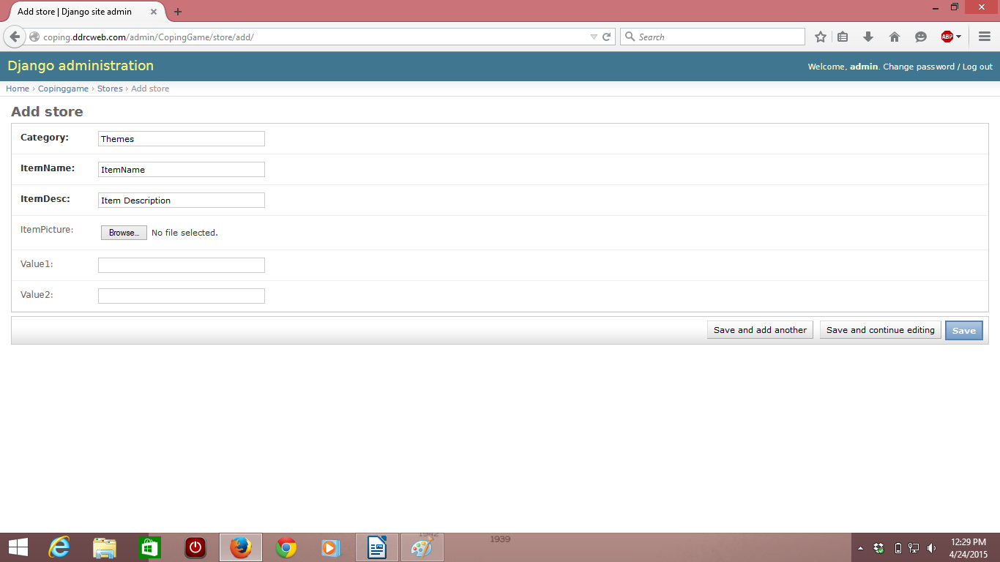 Add store | Django site admin
coping.ddrcweb.com/admin/CopingGame/store/add/
Search
ABP
Django administration
Welcome, admin. Change password / Log out
Home › Copinggame › Stores › Add store
Add store
Category: Themes
ItemName: ItemName
ItemDesc: Item Description
ItemPicture: Browse... No file selected.
Value1:
Value2:
Save and add another Save and continue editing Save
1942 1939
12:29 PM
4/24/2015